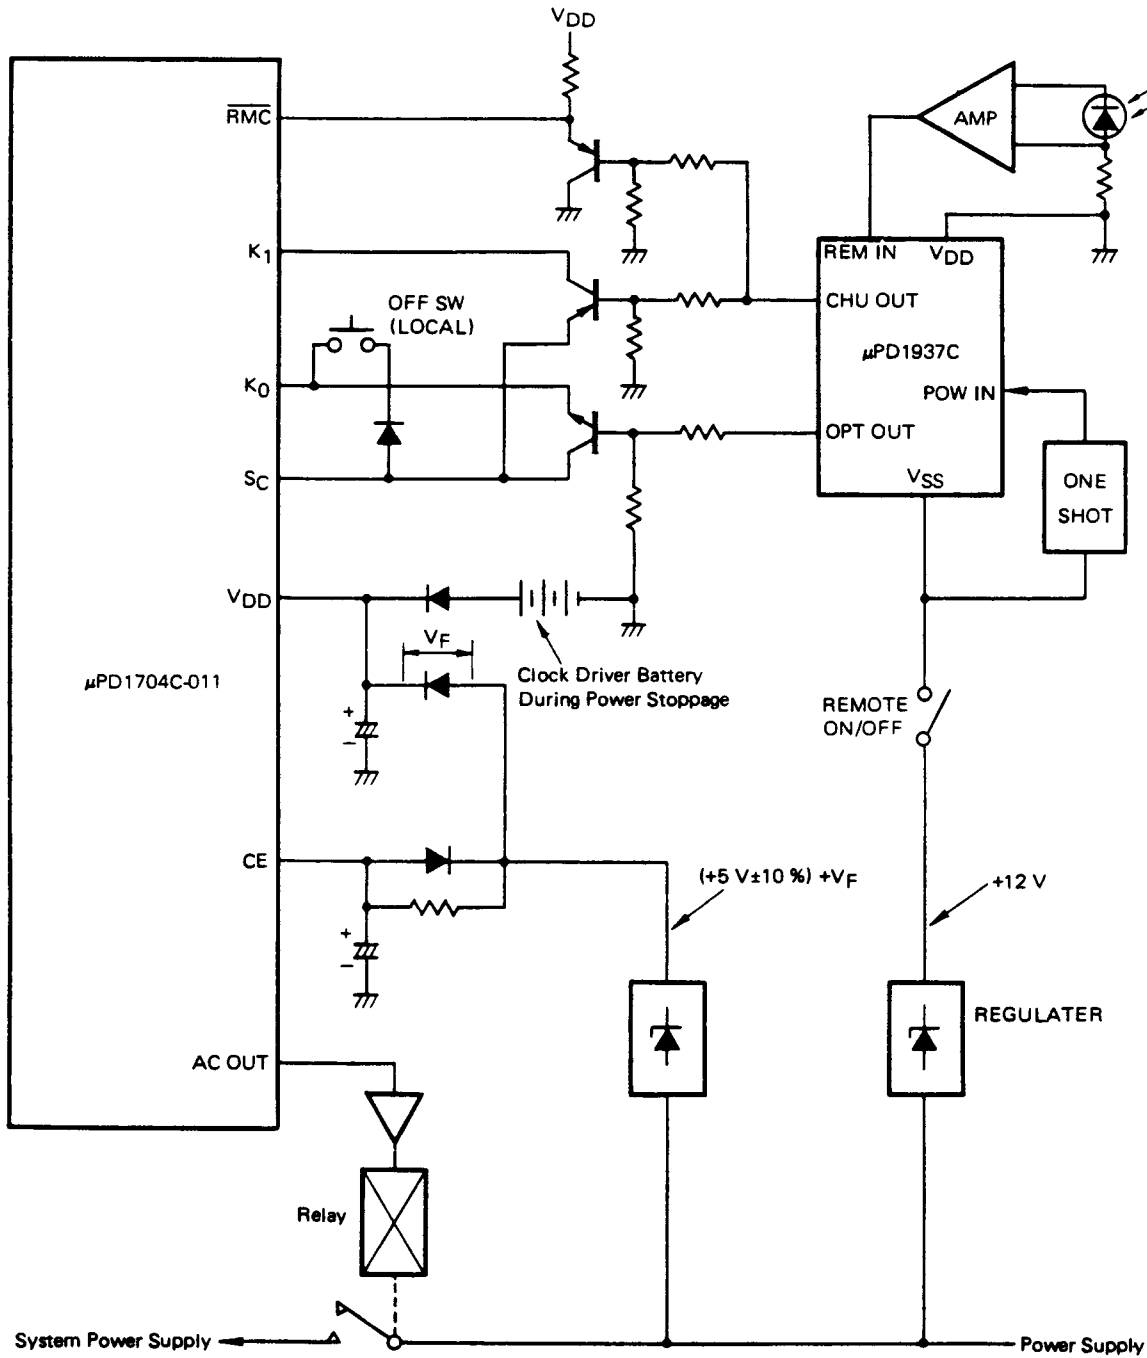 VDD
RMC
AMP
K1
REM IN
VDD
OFF SW
(LOCAL)
CHU OUT
μPD1937C
K0
POW IN
OPT OUT
SC
VSS
ONE
SHOT
VDD
VF
Clock Driver Battery
During Power Stoppage
μPD1704C-011
REMOTE
ON/OFF
+
−
CE
(+5 V±10 %) +VF
+12 V
+
−
REGULATER
AC OUT
Relay
System Power Supply
Power Supply